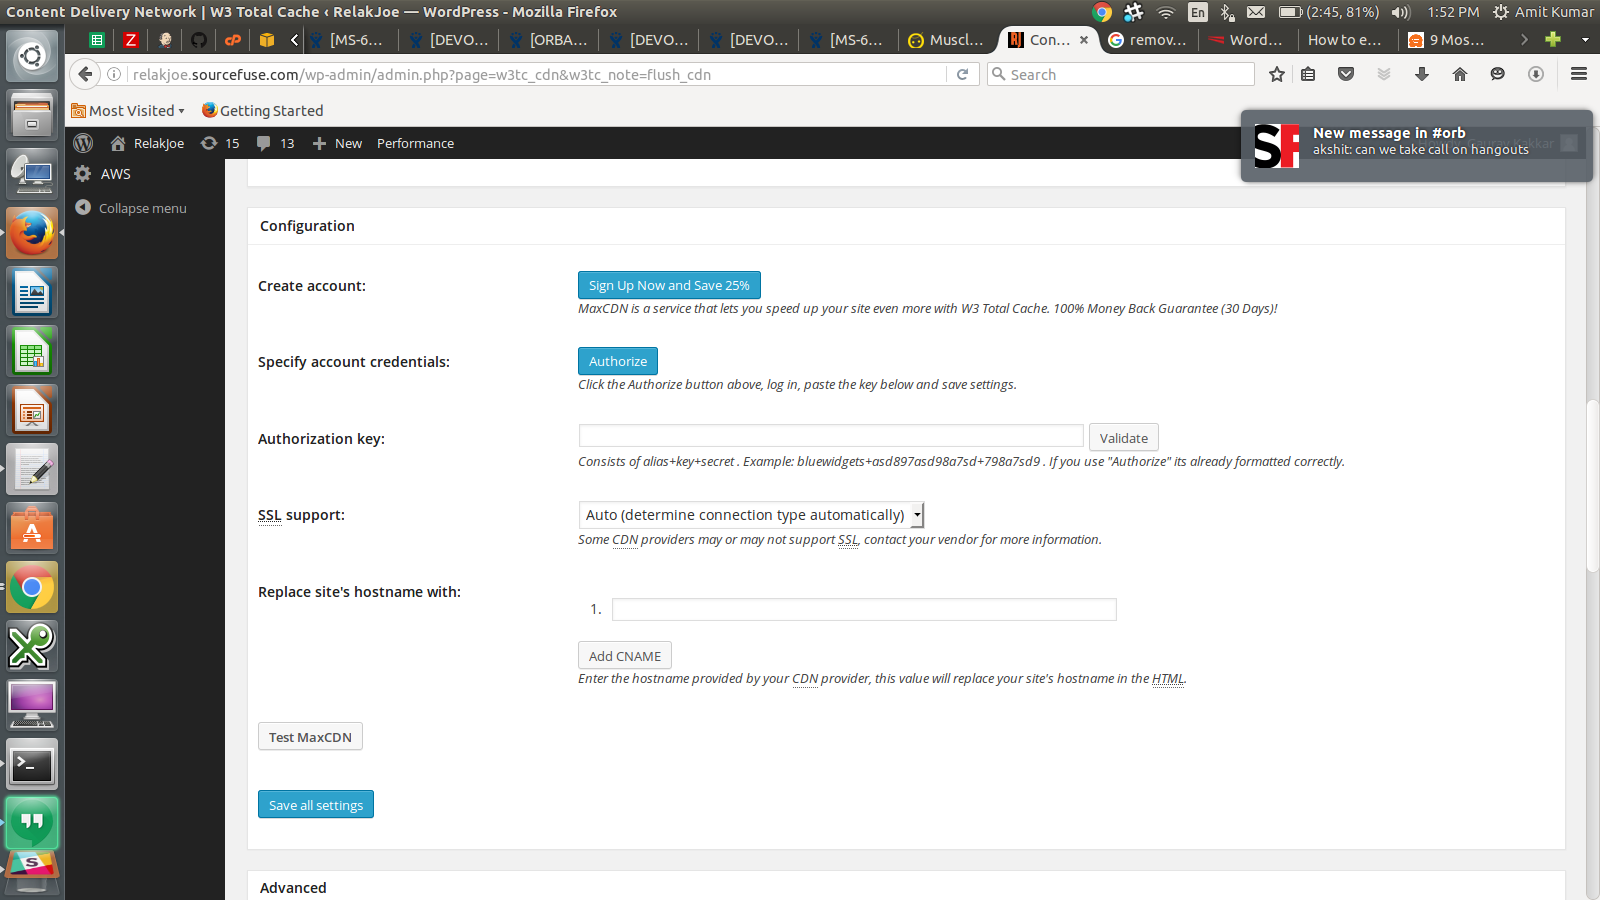 Content Delivery Network | W3 Total Cache ‹ RelakJoe — WordPress - Mozilla Firefox
En
(2:45, 81%)
1:52 PM
Amit Kumar
[MS-6...
[DEVO...
[ORBA...
[DEVO...
[DEVO...
[MS-6...
Muscl...
Con...
remov...
Word...
How to e...
9 Mos...
relakjoe.sourcefuse.com/wp-admin/admin.php?page=w3tc_cdn&w3tc_note=flush_cdn
Search
Most Visited
Getting Started
RelakJoe
15
13
New
Performance
New message in #orb
akshit: can we take call on hangouts
AWS
Collapse menu
Configuration
Create account:
Sign Up Now and Save 25%
MaxCDN is a service that lets you speed up your site even more with W3 Total Cache. 100% Money Back Guarantee (30 Days)!
Specify account credentials:
Authorize
Click the Authorize button above, log in, paste the key below and save settings.
Authorization key:
Validate
Consists of alias+key+secret . Example: bluewidgets+asd897asd98a7sd+798a7sd9 . If you use "Authorize" its already formatted correctly.
SSL support:
Auto (determine connection type automatically)
Some CDN providers may or may not support SSL, contact your vendor for more information.
Replace site's hostname with:
1.
Add CNAME
Enter the hostname provided by your CDN provider, this value will replace your site's hostname in the HTML.
Test MaxCDN
Save all settings
Advanced